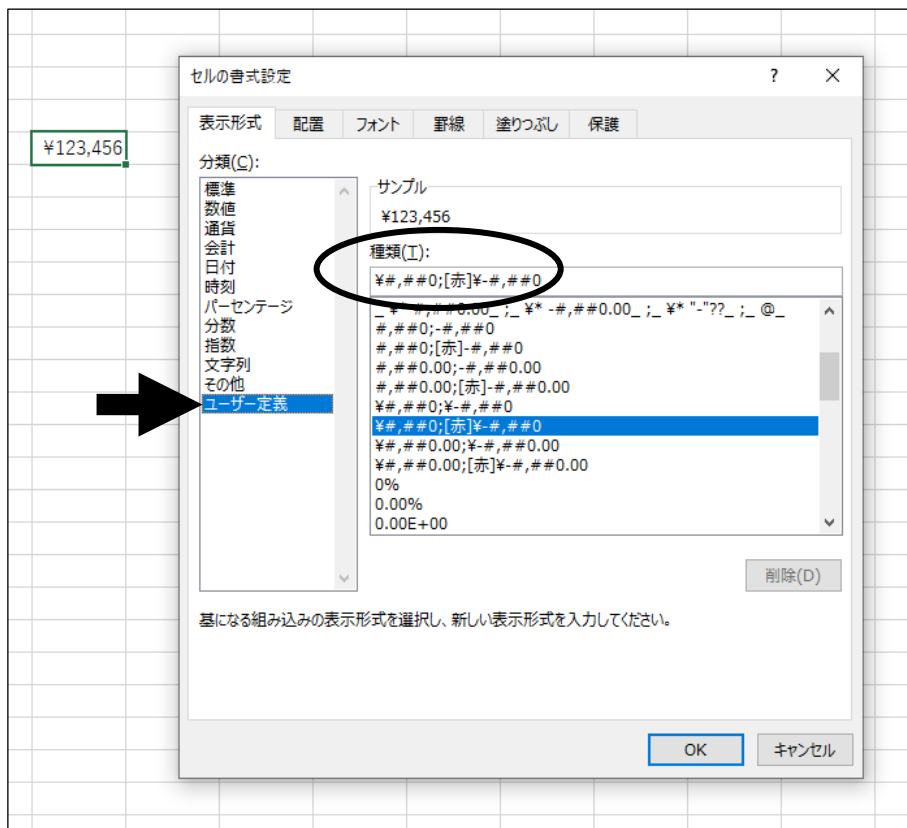 セルの書式設定
? ×
表示形式 配置 フォント 罫線 塗りつぶし 保護
¥123,456
分類(C):
標準
数値
通貨
会計
日付
時刻
パーセンテージ
分数
指数
文字列
その他
ユーザー定義
サンプル
¥123,456
種類(T):
¥#,##0;[赤]¥-#,##0
_ ¥* #,##0.00_ ;_ ¥* -#,##0.00_ ;_ ¥* "-"??_ ;_ @_
#,##0;-#,##0
#,##0;[赤]-#,##0
#,##0.00;-#,##0.00
#,##0.00;[赤]-#,##0.00
¥#,##0;¥-#,##0
¥#,##0;[赤]¥-#,##0
¥#,##0.00;¥-#,##0.00
¥#,##0.00;[赤]¥-#,##0.00
0%
0.00%
0.00E+00
削除(D)
基になる組み込みの表示形式を選択し、新しい表示形式を入力してください。
OK キャンセル